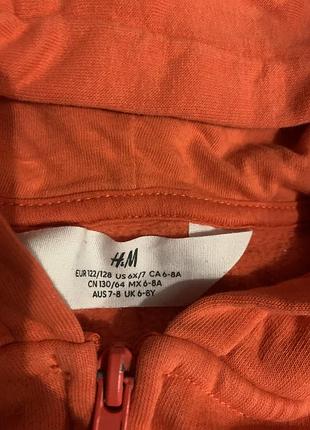 H&M
EUR 122/128 US 6X/7 CA 6-8A
CN 130/64 MX 6-8A
AUS 7-8 UK 6-8Y